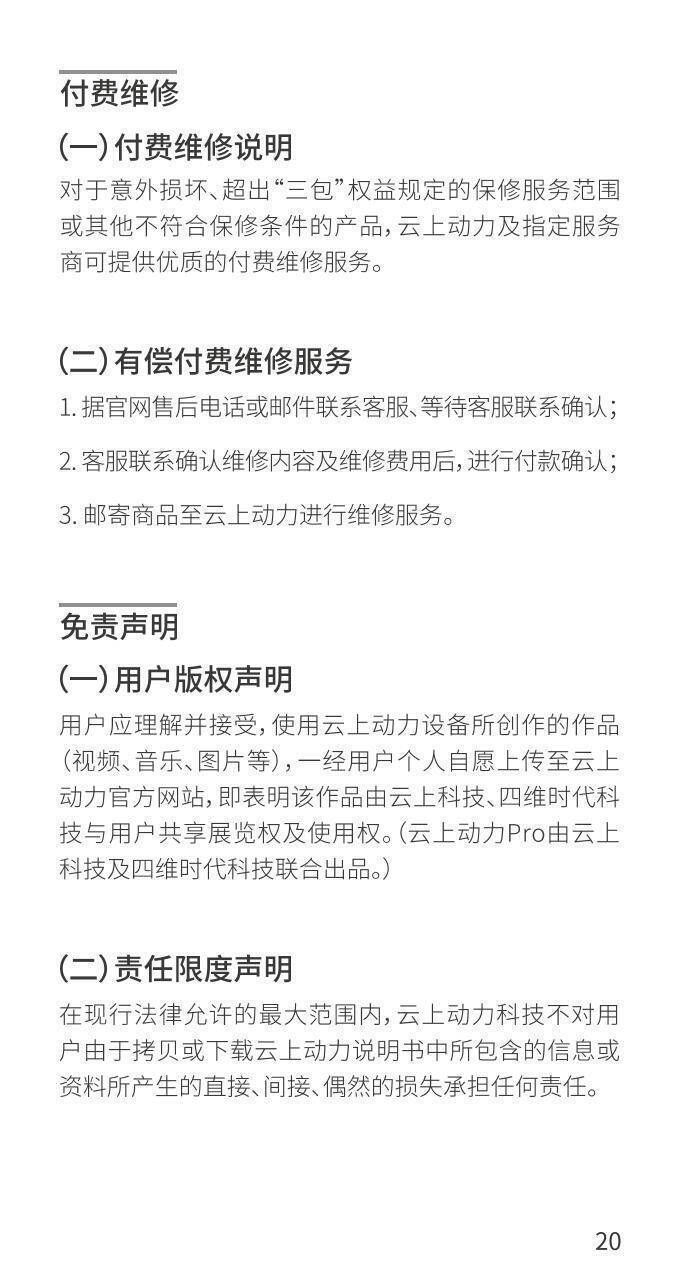 付费维修
（一）付费维修说明
对于意外损坏、超出“三包”权益规定的保修服务范围
或其他不符合保修条件的产品，云上动力及指定服务
商可提供优质的付费维修服务。
（二）有偿付费维修服务
1. 据官网售后电话或邮件联系客服、等待客服联系确认；
2. 客服联系确认维修内容及维修费用后，进行付款确认；
3. 邮寄商品至云上动力进行维修服务。
免责声明
（一）用户版权声明
用户应理解并接受，使用云上动力设备所创作的作品
（视频、音乐、图片等），一经用户个人自愿上传至云上
动力官方网站，即表明该作品由云上科技、四维时代科
技与用户共享展览权及使用权。（云上动力Pro由云上
科技及四维时代科技联合出品。）
（二）责任限度声明
在现行法律允许的最大范围内，云上动力科技不对用
户由于拷贝或下载云上动力说明书中所包含的信息或
资料所产生的直接、间接、偶然的损失承担任何责任。
20